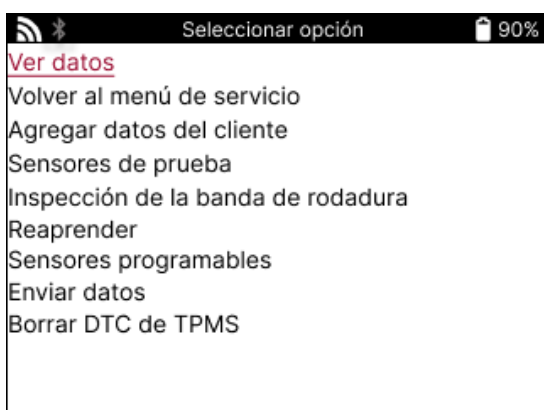 Seleccionar opción 90%
Ver datos
Volver al menú de servicio
Agregar datos del cliente
Sensores de prueba
Inspección de la banda de rodadura
Reaprender
Sensores programables
Enviar datos
Borrar DTC de TPMS